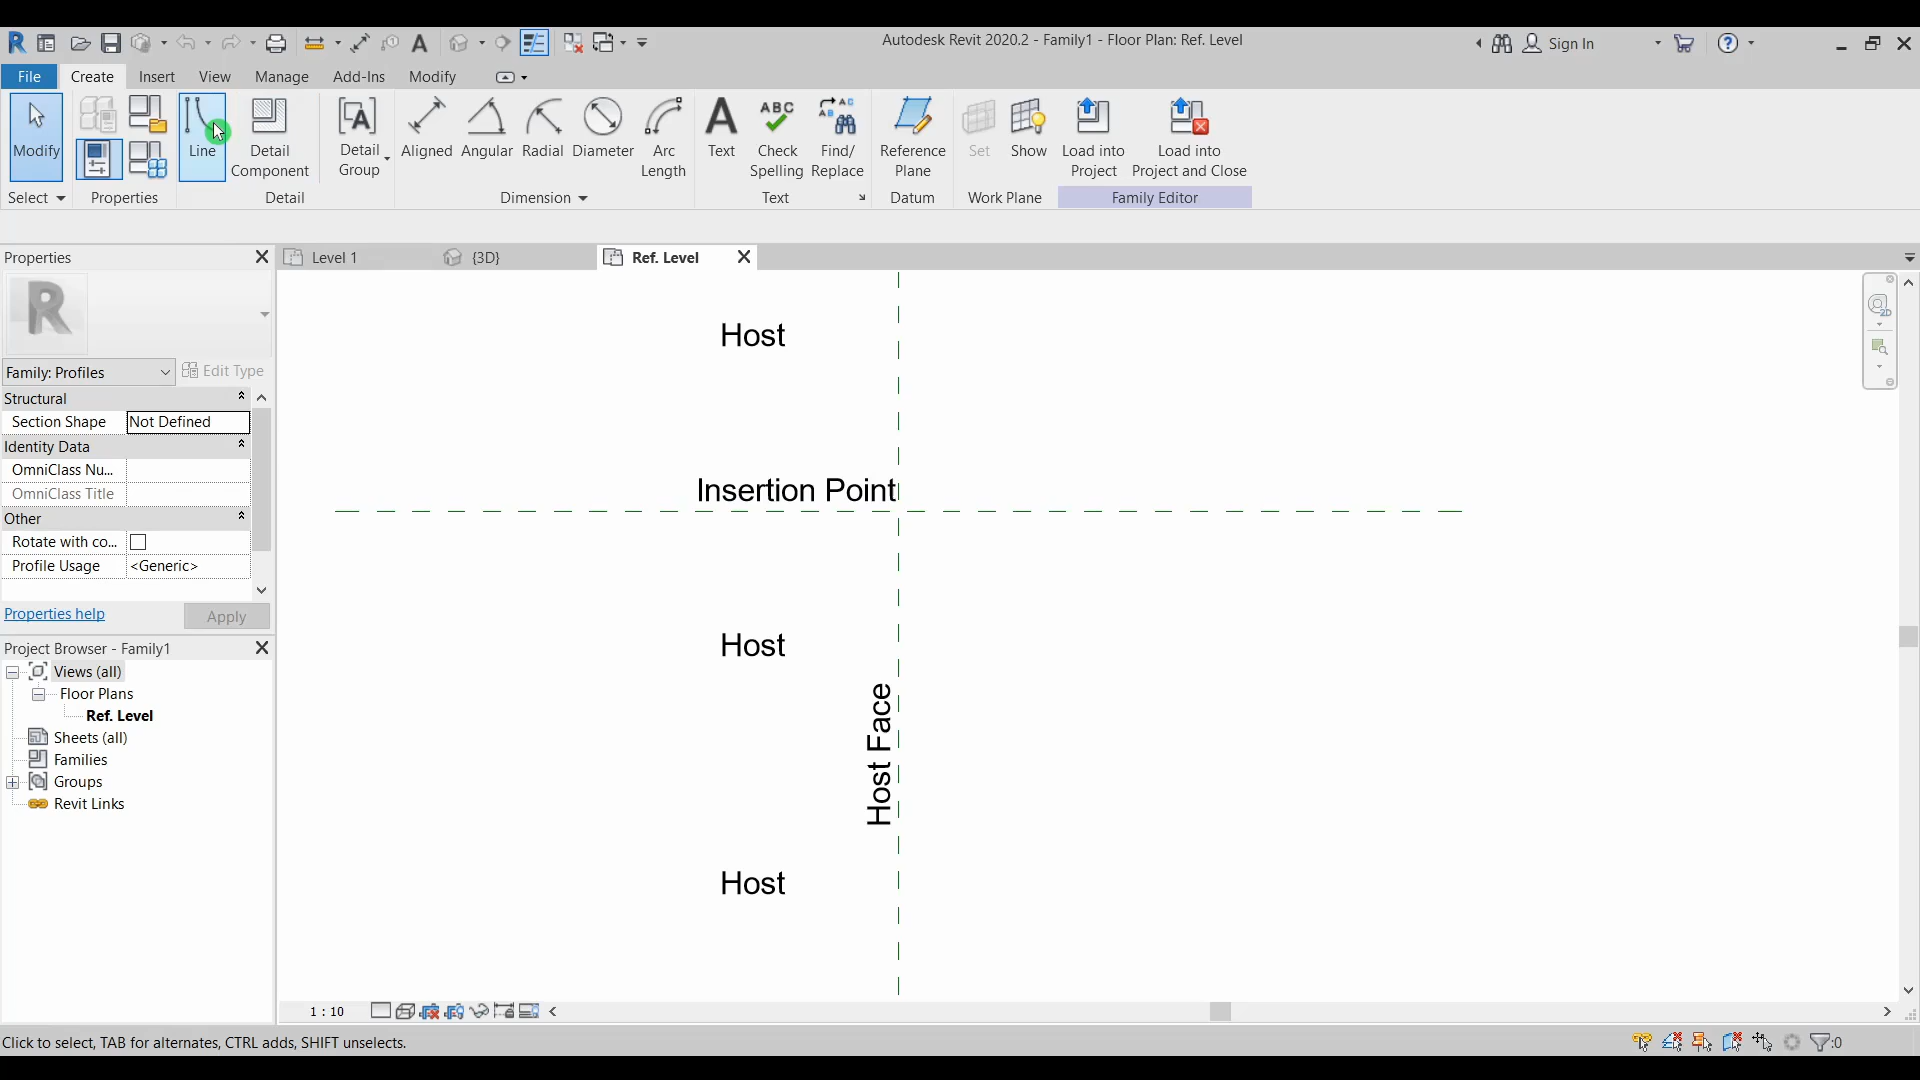 Autodesk Revit 2020.2 - Family1 - Floor Plan: Ref. Level
Sign In
File Create Insert View Manage Add-Ins Modify
Modify
Line
Detail Component
Detail Group
Aligned
Angular
Radial
Diameter
Arc Length
Text
Check Spelling
Find/ Replace
Reference Plane
Set
Show
Load into Project
Load into Project and Close
Select Properties Detail Dimension Text Datum Work Plane Family Editor
Properties
Level 1 {3D} Ref. Level
Family: Profiles Edit Type
Structural
Section Shape Not Defined
Identity Data
OmniClass Nu...
OmniClass Title
Other
Rotate with co...
Profile Usage <Generic>
Properties help Apply
Project Browser - Family1
Views (all)
Floor Plans
Ref. Level
Sheets (all)
Families
Groups
Revit Links
Host
Insertion Point
Host
Host Face
Host
1 : 10
Click to select, TAB for alternates, CTRL adds, SHIFT unselects.
:0